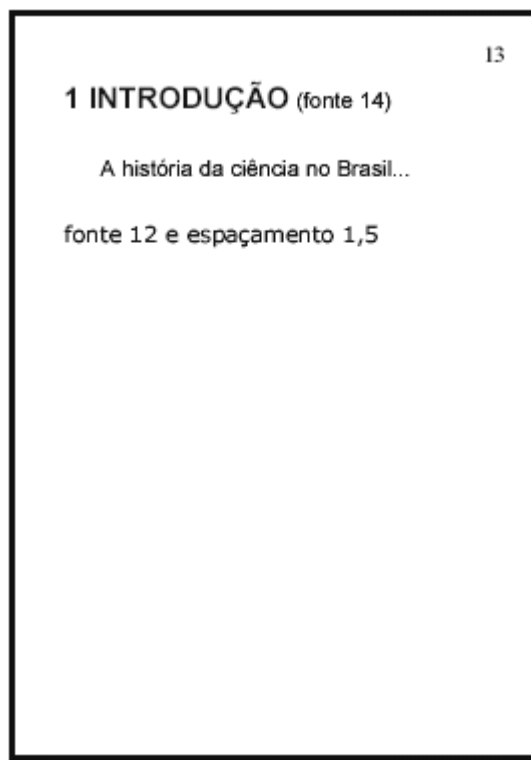 13
1 INTRODUÇÃO (fonte 14)
A história da ciência no Brasil...
fonte 12 e espaçamento 1,5